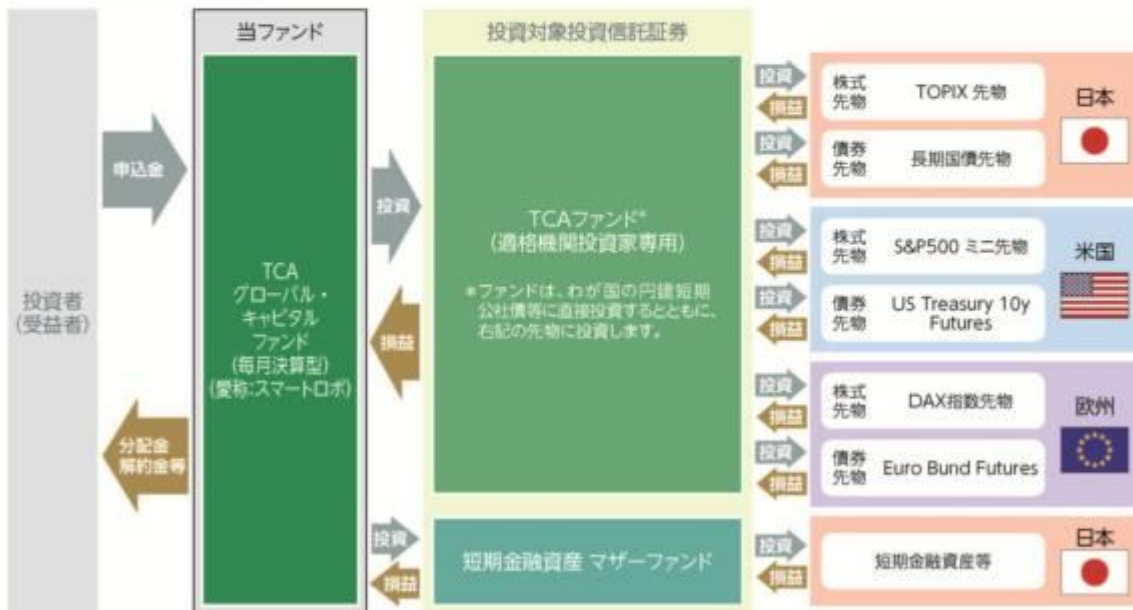 当ファンド
投資対象投資信託証券
投資者
(受益者)
申込金
分配金
解約金等
TCA
グローバル・
キャピタル
ファンド
(毎月決算型)
(愛称:スマートロボ)
投資
損益
投資
損益
TCAファンド*
(適格機関投資家専用)
*ファンドは、わが国の円建短期
公社債等に直接投資するとともに、
右記の先物に投資します。
短期金融資産 マザーファンド
投資
損益
株式
先物
TOPIX 先物
日本
投資
損益
債券
先物
長期国債先物
投資
損益
株式
先物
S&P500 ミニ先物
米国
投資
損益
債券
先物
US Treasury 10y
Futures
投資
損益
株式
先物
DAX指数先物
欧州
投資
損益
債券
先物
Euro Bund Futures
投資
損益
短期金融資産等
日本